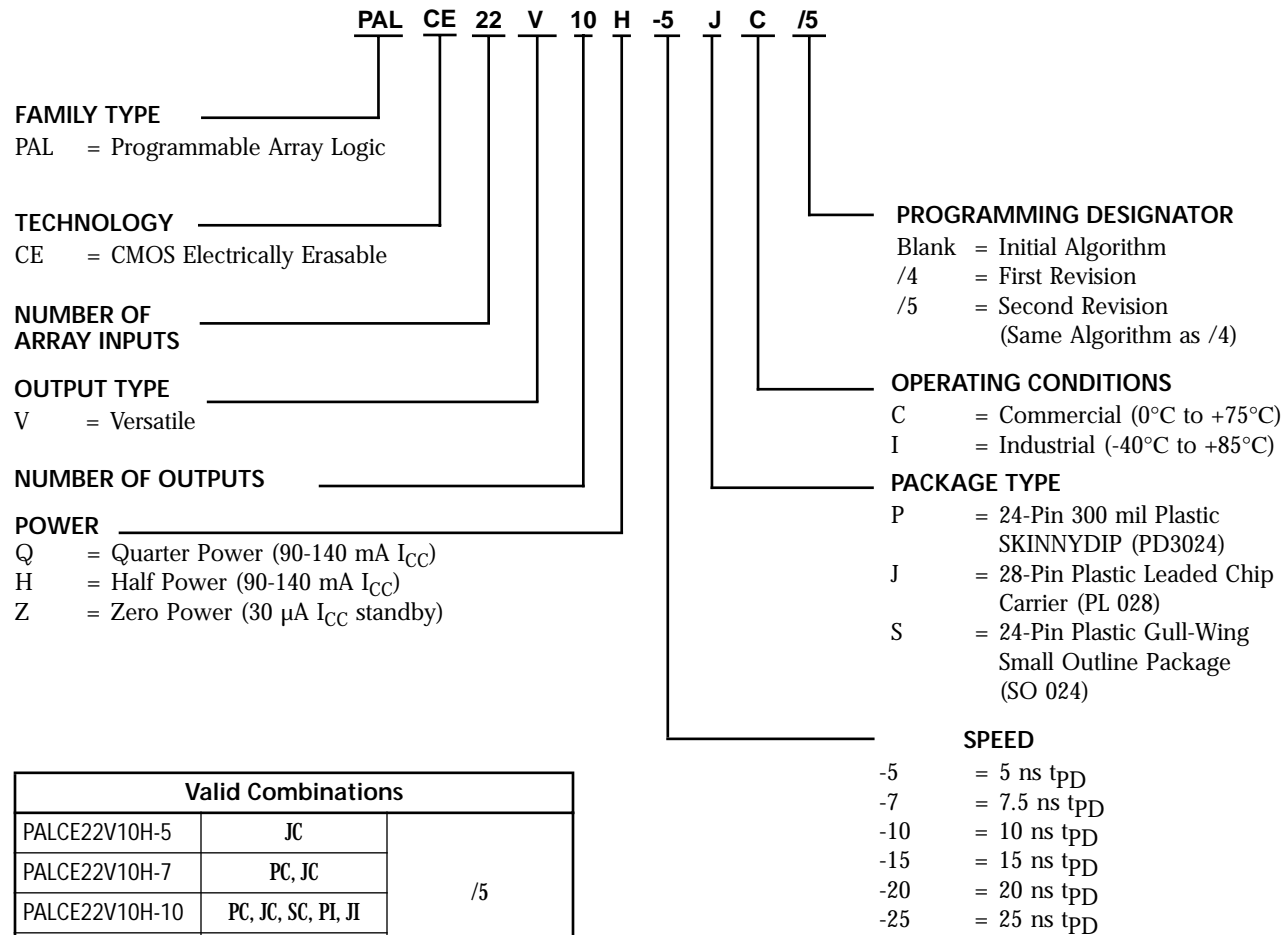 PAL CE 22 V 10 H -5 J C /5
FAMILY TYPE
PAL = Programmable Array Logic
TECHNOLOGY
CE = CMOS Electrically Erasable
NUMBER OF
ARRAY INPUTS
OUTPUT TYPE
V = Versatile
NUMBER OF OUTPUTS
POWER
Q = Quarter Power (90-140 mA ICC)
H = Half Power (90-140 mA ICC)
Z = Zero Power (30 µA ICC standby)
PROGRAMMING DESIGNATOR
Blank = Initial Algorithm
/4 = First Revision
/5 = Second Revision
(Same Algorithm as /4)
OPERATING CONDITIONS
C = Commercial (0°C to +75°C)
I = Industrial (-40°C to +85°C)
PACKAGE TYPE
P = 24-Pin 300 mil Plastic
SKINNYDIP (PD3024)
J = 28-Pin Plastic Leaded Chip
Carrier (PL 028)
S = 24-Pin Plastic Gull-Wing
Small Outline Package
(SO 024)
SPEED
-5 = 5 ns tPD
-7 = 7.5 ns tPD
-10 = 10 ns tPD
-15 = 15 ns tPD
-20 = 20 ns tPD
-25 = 25 ns tPD
Valid Combinations
PALCE22V10H-5 JC
PALCE22V10H-7 PC, JC
/5
PALCE22V10H-10 PC, JC, SC, PI, JI